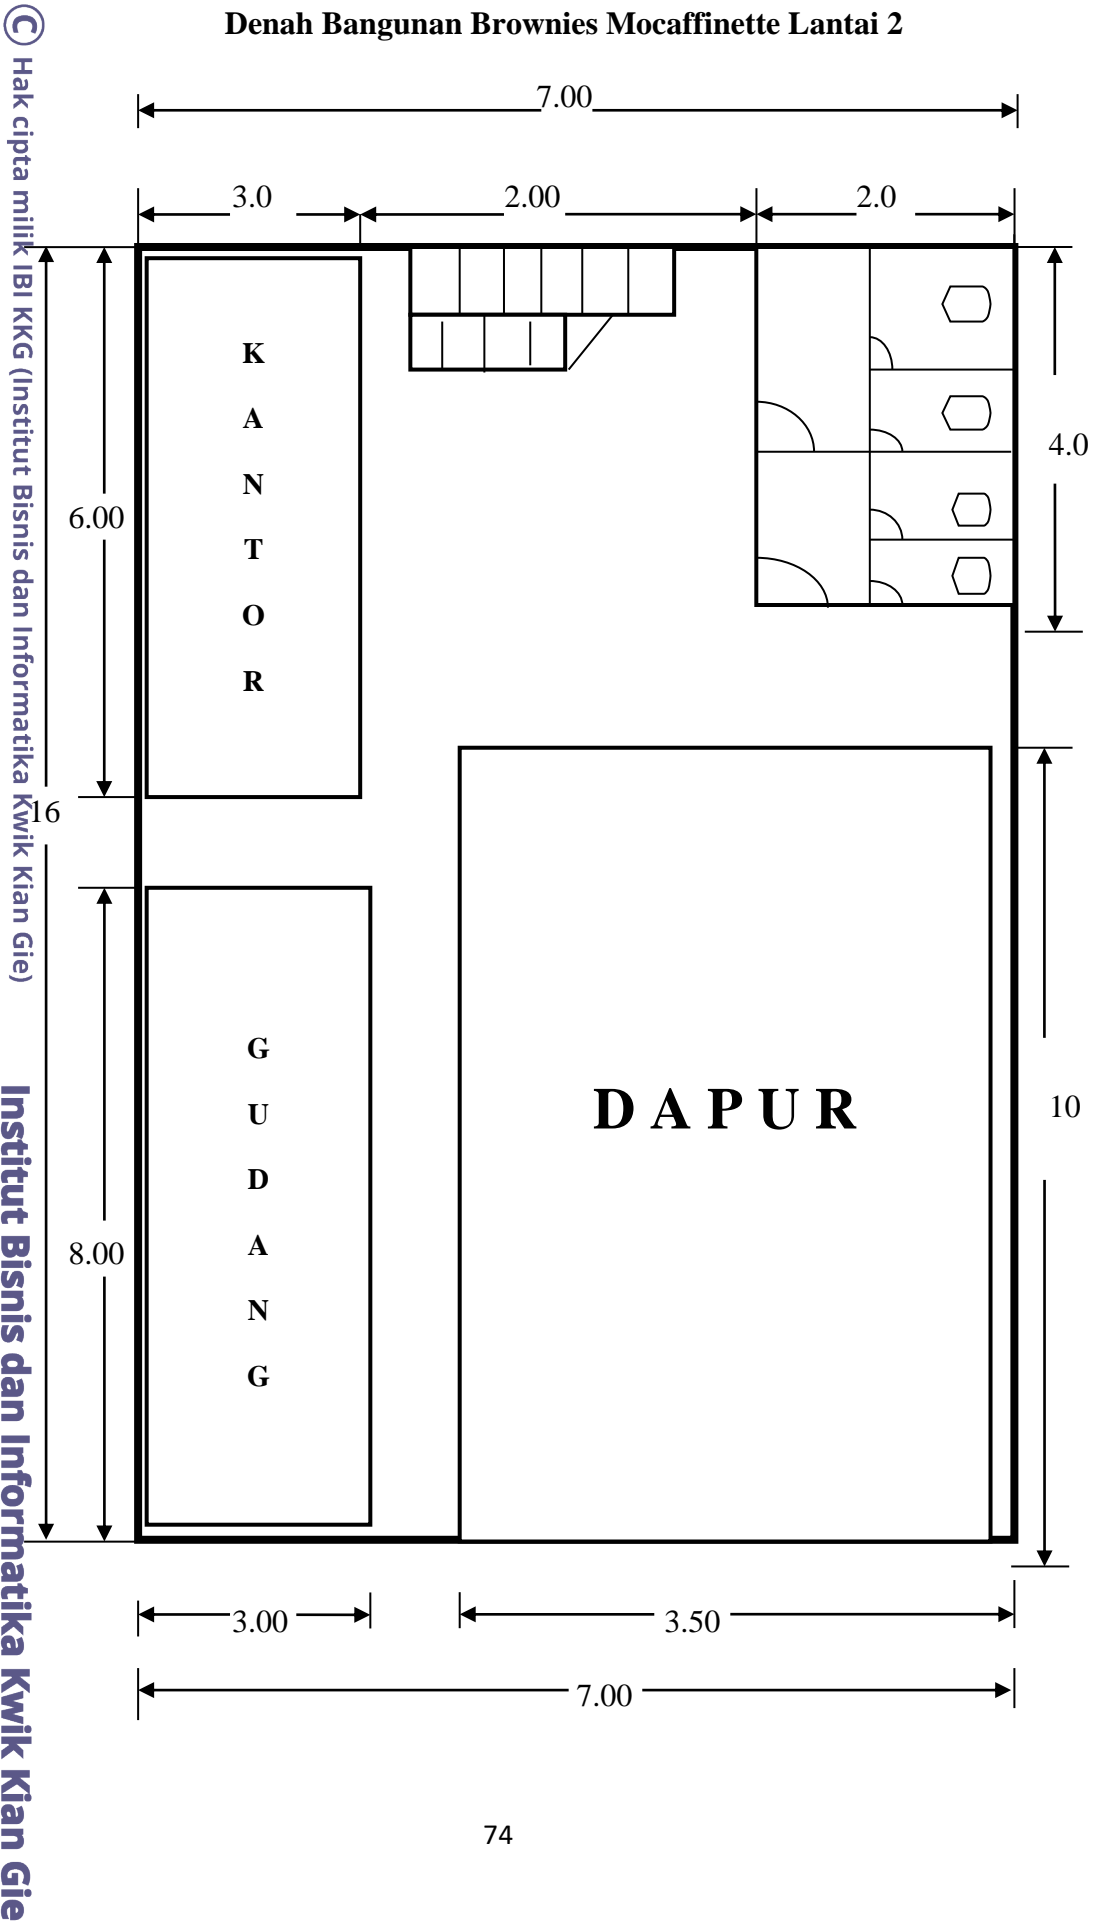 Denah Bangunan Brownies Mocaffinette Lantai 2
7.00
3.0
2.00
2.0
K
A
N
T
O
R
6.00
4.0
16
G
U
D
A
N
G
D A P U R
10
8.00
3.00
3.50
7.00
74
© Hak cipta milik IBI KKG (Institut Bisnis dan Informatika Kwik Kian Gie)
Institut Bisnis dan Informatika Kwik Kian Gie